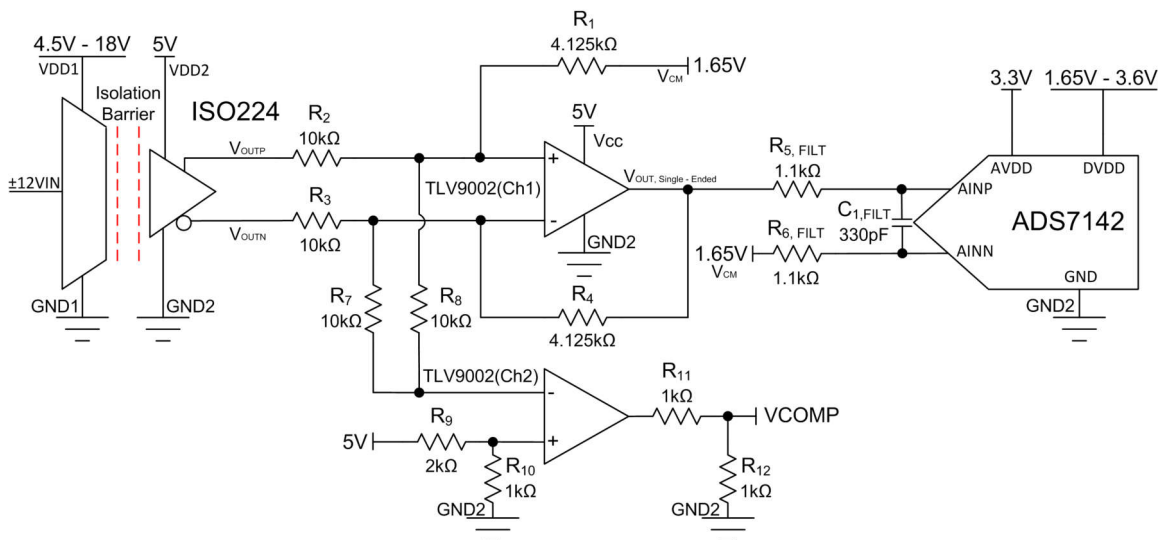 4.5V - 18V
VDD1
5V
VDD2
Isolation
Barrier
ISO224
±12VIN
GND1
GND2
VOUTP
VOUTN
R2
10kΩ
R3
10kΩ
R1
4.125kΩ
VCM
1.65V
5V
Vcc
+
-
TLV9002(Ch1)
GND2
VOUT, Single - Ended
R4
4.125kΩ
R7
10kΩ
R8
10kΩ
TLV9002(Ch2)
-
+
5V
R9
2kΩ
R10
1kΩ
GND2
R11
1kΩ
VCOMP
R12
1kΩ
GND2
R5, FILT
1.1kΩ
1.65V
VCM
R6, FILT
1.1kΩ
C1,FILT
330pF
3.3V
1.65V - 3.6V
AVDD
DVDD
AINP
AINN
ADS7142
GND
GND2